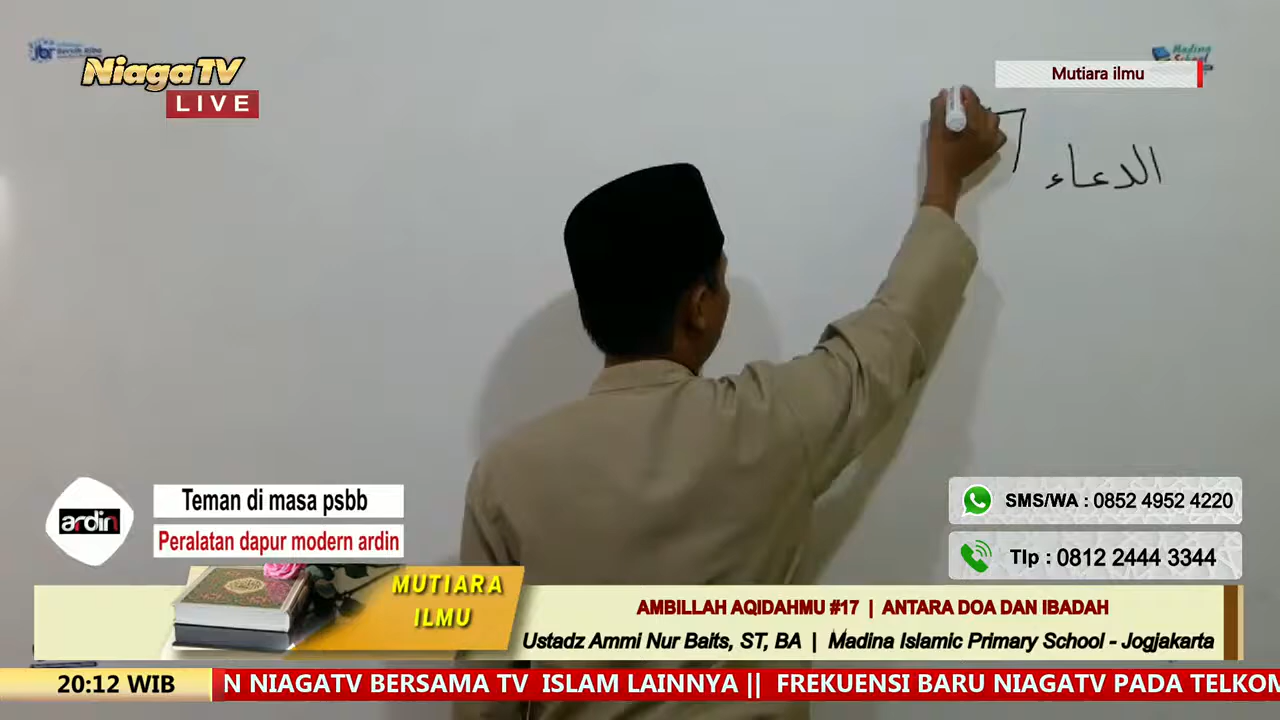 NiagaTV
LIVE
Madina
School
Mutiara ilmu
الدعاء
ardin
Teman di masa psbb
Peralatan dapur modern ardin
SMS/WA : 0852 4952 4220
Tlp : 0812 2444 3344
MUTIARA
ILMU
AMBILLAH AQIDAHMU #17 | ANTARA DOA DAN IBADAH
Ustadz Ammi Nur Baits, ST, BA | Madina Islamic Primary School - Jogjakarta
20:12 WIB
N NIAGATV BERSAMA TV ISLAM LAINNYA || FREKUENSI BARU NIAGATV PADA TELKOM